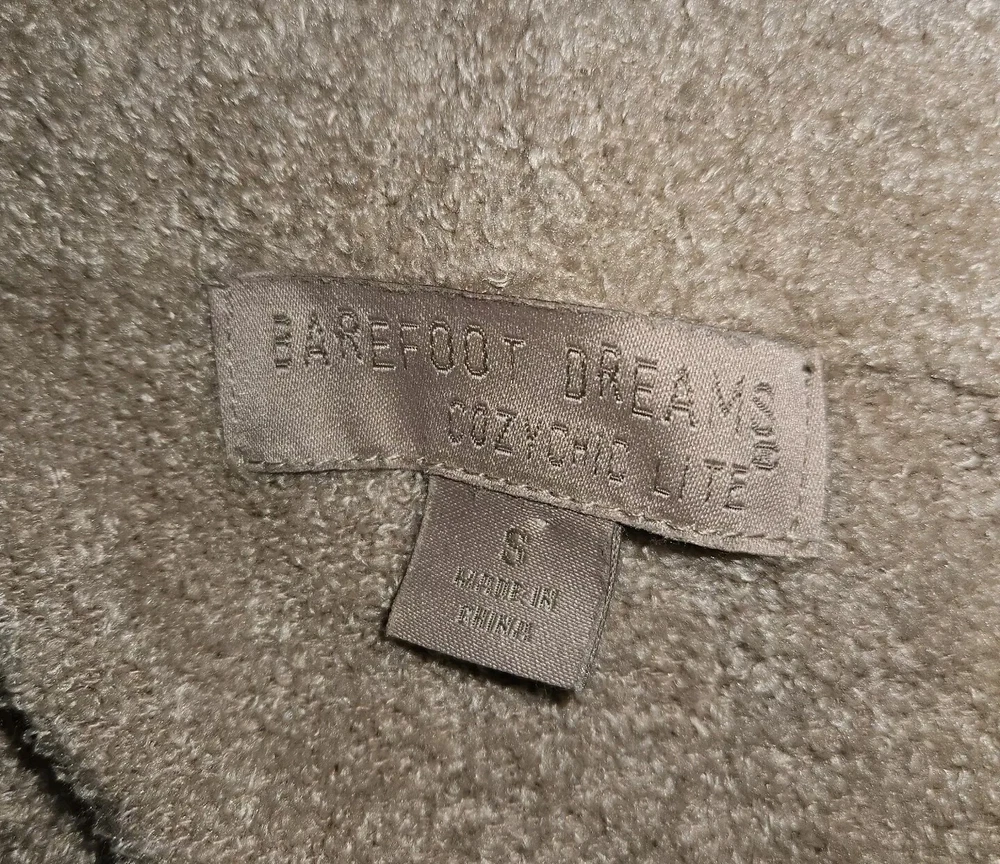 BAREFOOT DREAMS
COZYCHIC LITE®
S
MADE IN
CHINA